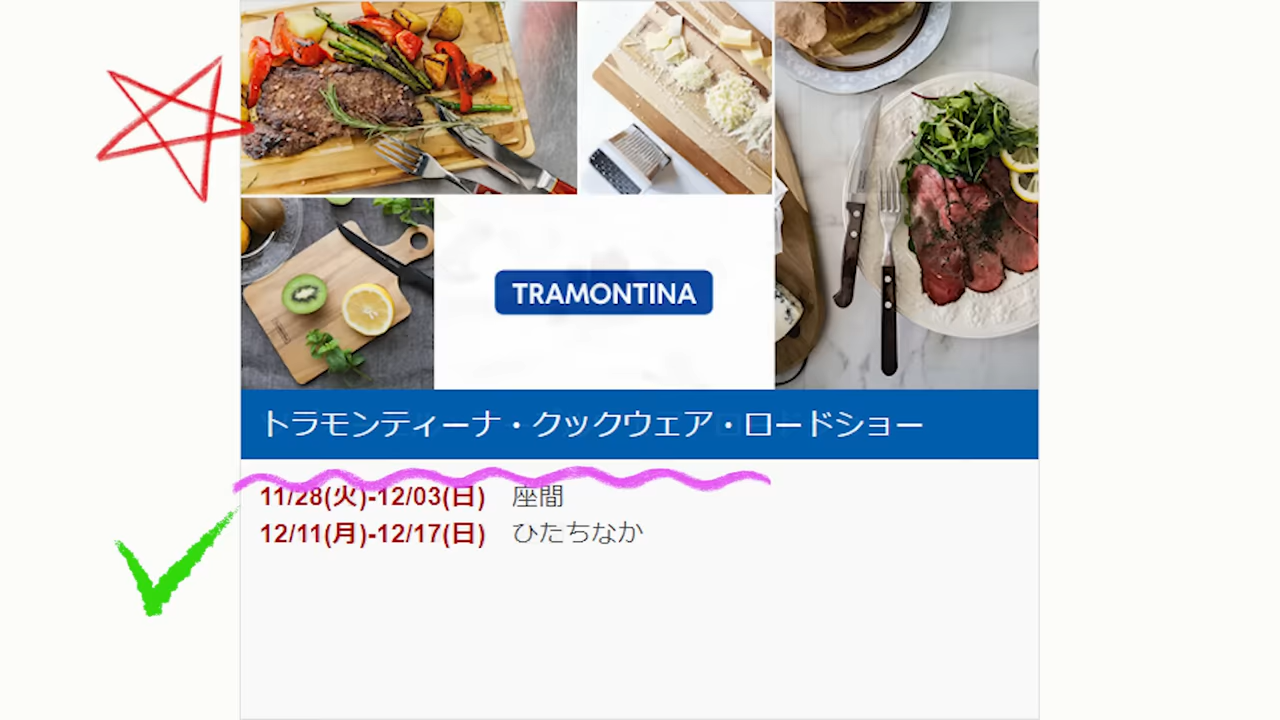 TRAMONTINA
トラモンティーナ・クックウェア・ロードショー
11/28(火)-12/03(日) 座間
12/11(月)-12/17(日) ひたちなか